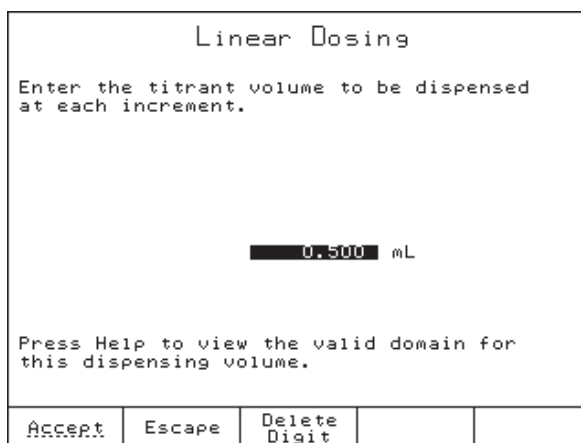 Linear Dosing
Enter the titrant volume to be dispensed
at each increment.
0.500 mL
Press Help to view the valid domain for
this dispensing volume.
Accept Escape Delete Digit